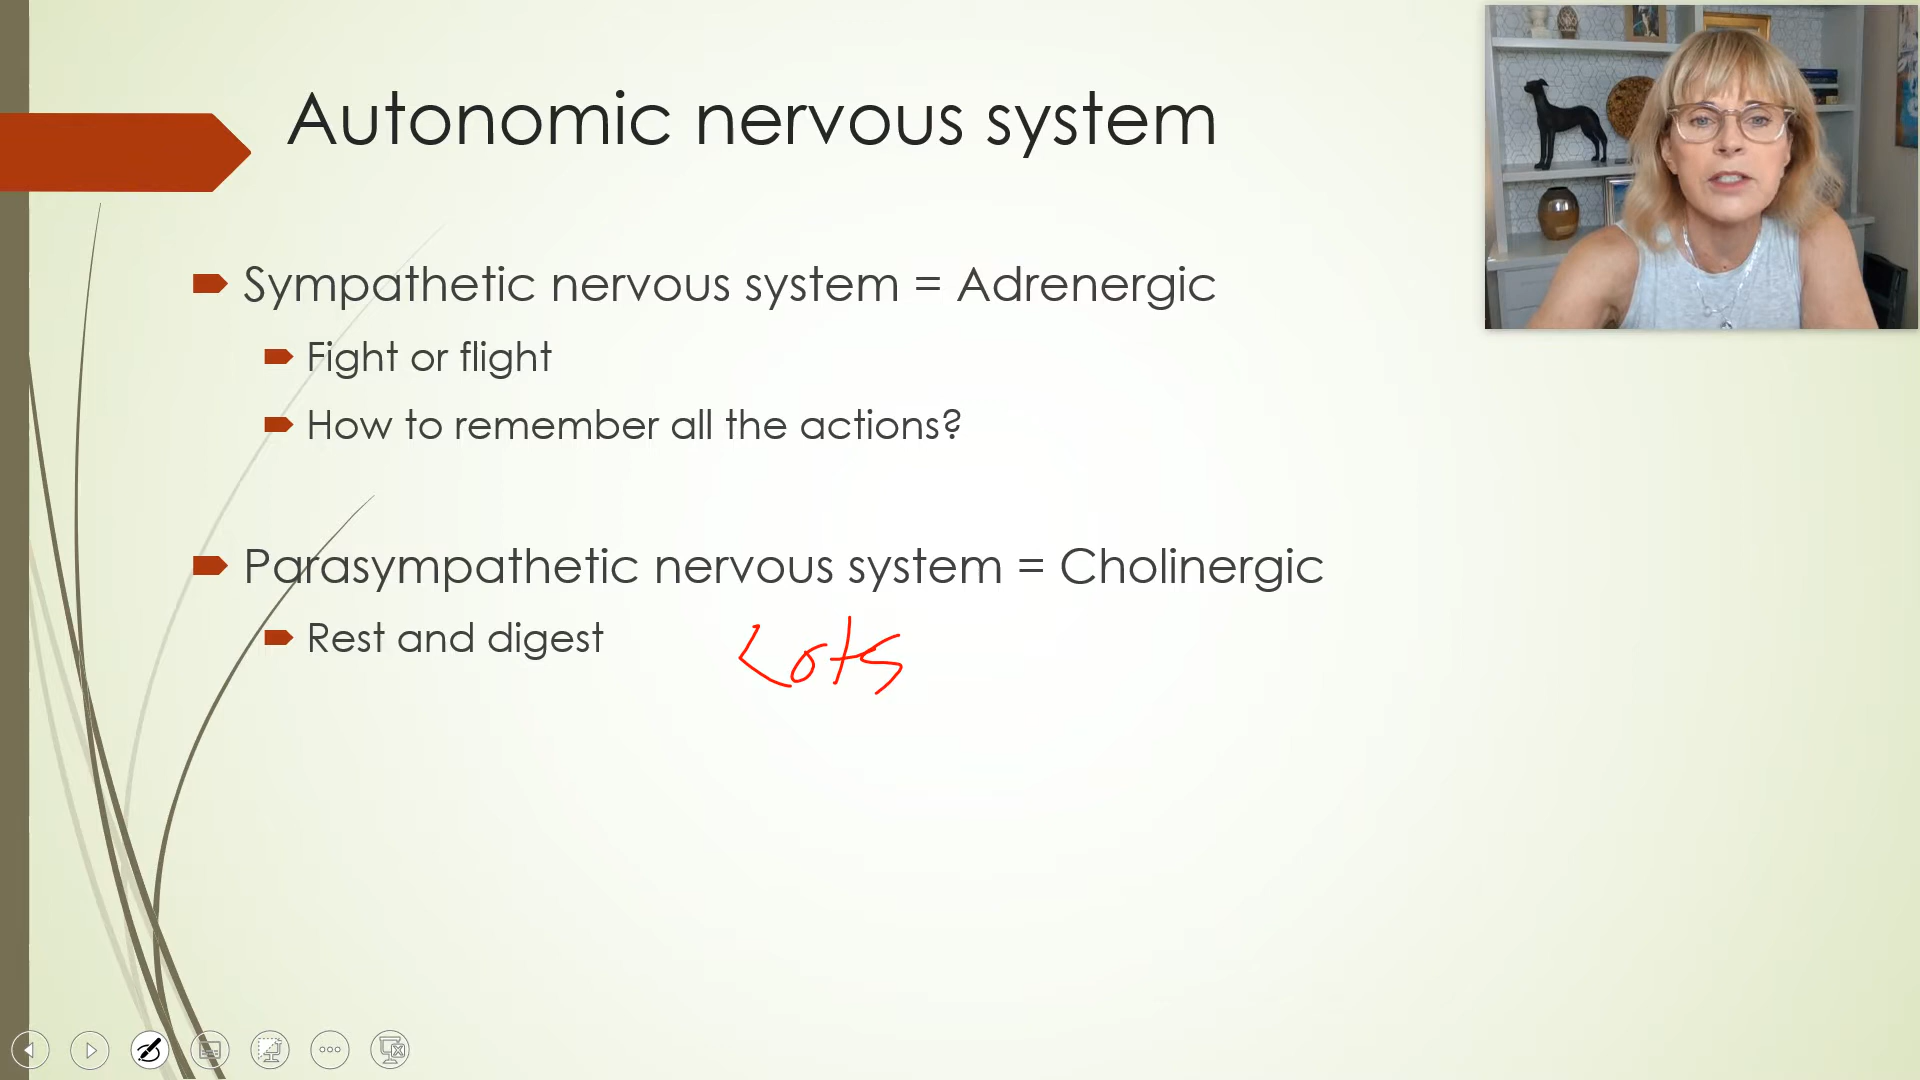 Autonomic nervous system
Sympathetic nervous system = Adrenergic
Fight or flight
How to remember all the actions?
Parasympathetic nervous system = Cholinergic
Rest and digest
Lots